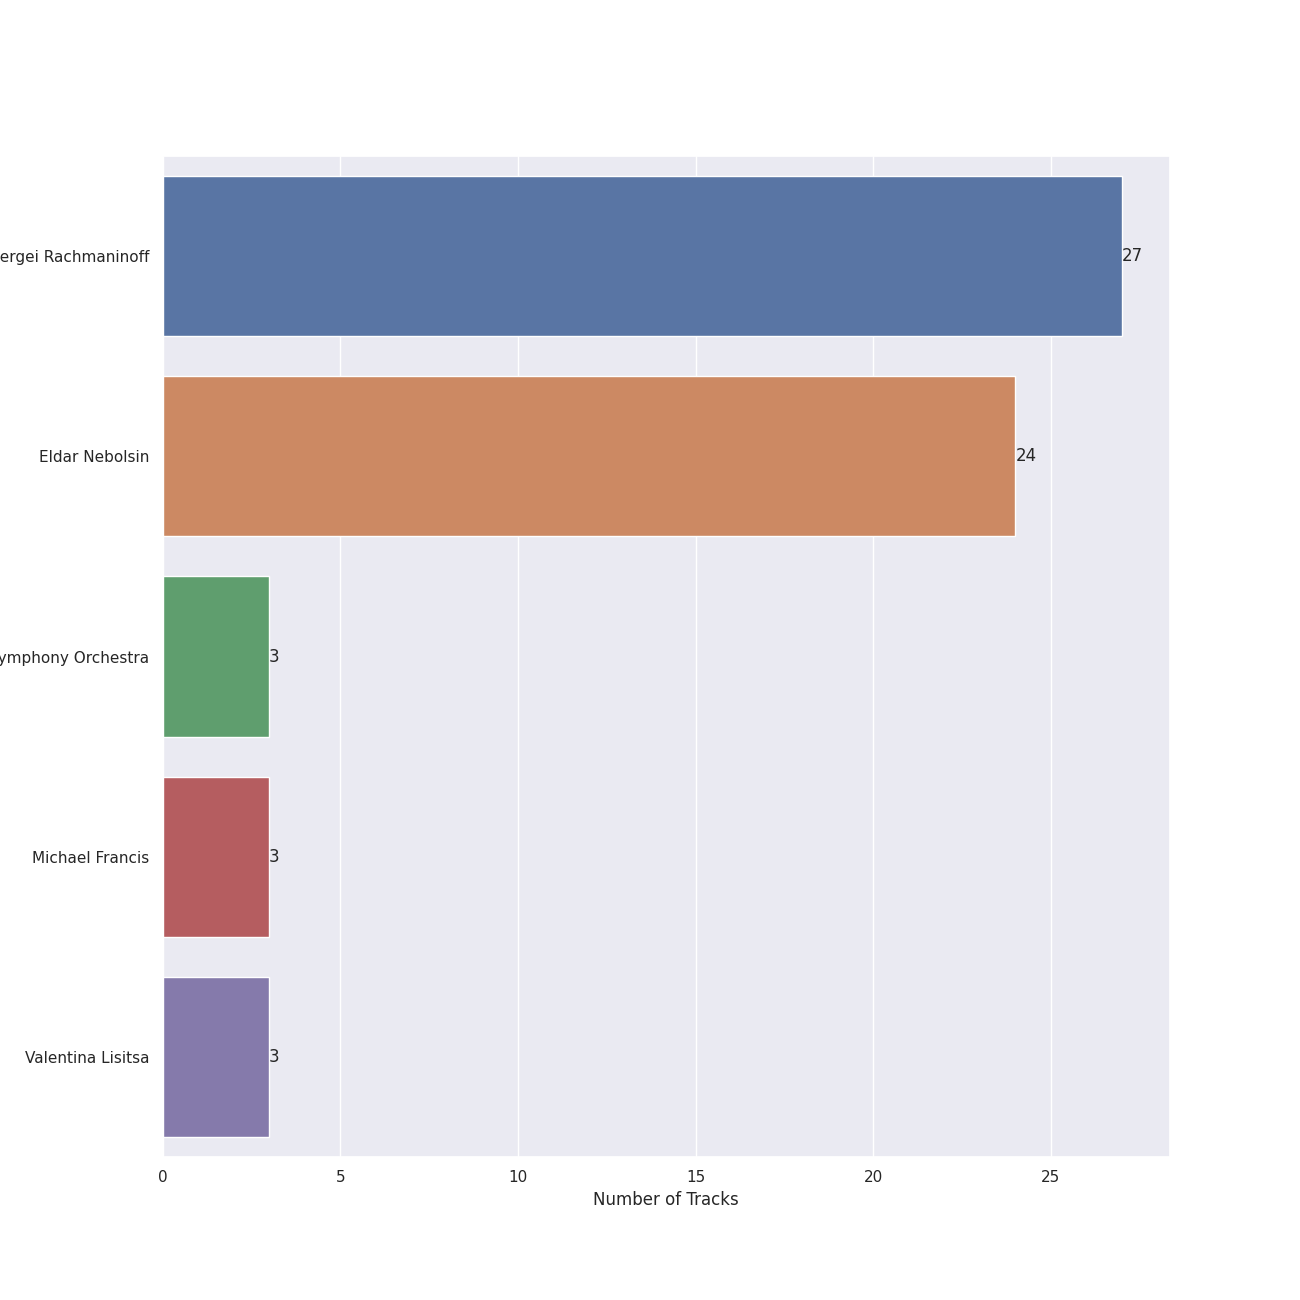 ergei Rachmaninoff
27
Eldar Nebolsin
24
ymphony Orchestra
3
Michael Francis
3
Valentina Lisitsa
3
0 5 10 15 20 25
Number of Tracks